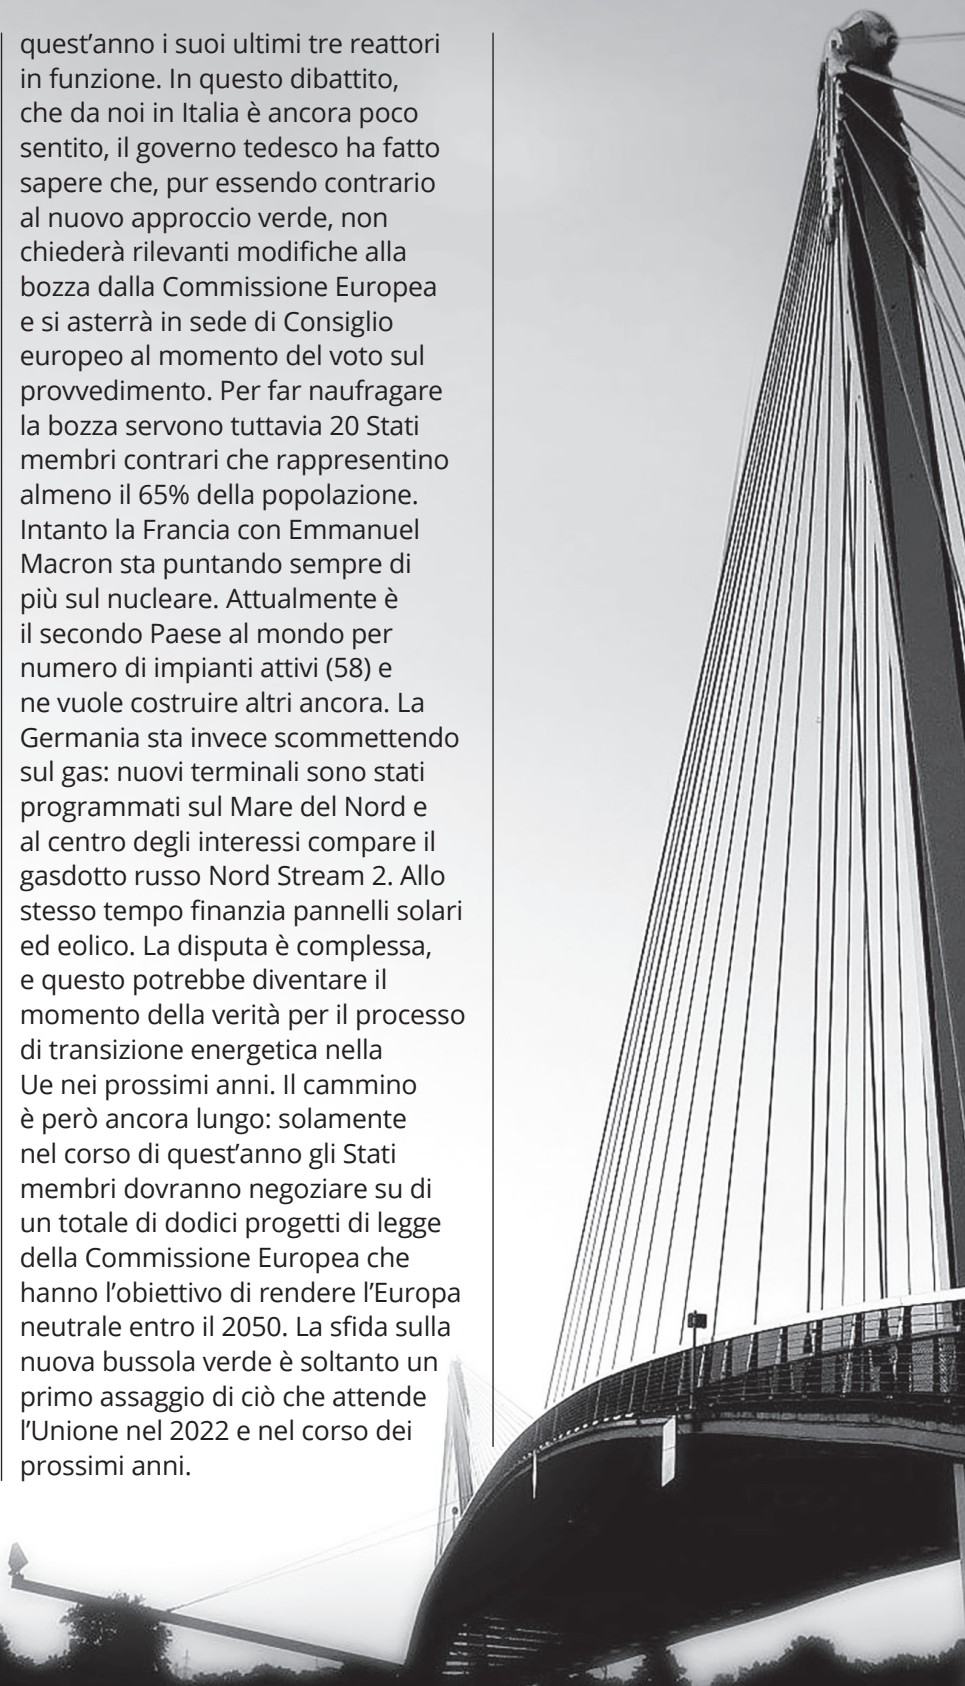 quest’anno i suoi ultimi tre reattori
in funzione. In questo dibattito,
che da noi in Italia è ancora poco
sentito, il governo tedesco ha fatto
sapere che, pur essendo contrario
al nuovo approccio verde, non
chiederà rilevanti modifiche alla
bozza dalla Commissione Europea
e si asterrà in sede di Consiglio
europeo al momento del voto sul
provvedimento. Per far naufragare
la bozza servono tuttavia 20 Stati
membri contrari che rappresentino
almeno il 65% della popolazione.
Intanto la Francia con Emmanuel
Macron sta puntando sempre di
più sul nucleare. Attualmente è
il secondo Paese al mondo per
numero di impianti attivi (58) e
ne vuole costruire altri ancora. La
Germania sta invece scommettendo
sul gas: nuovi terminali sono stati
programmati sul Mare del Nord e
al centro degli interessi compare il
gasdotto russo Nord Stream 2. Allo
stesso tempo finanzia pannelli solari
ed eolico. La disputa è complessa,
e questo potrebbe diventare il
momento della verità per il processo
di transizione energetica nella
Ue nei prossimi anni. Il cammino
è però ancora lungo: solamente
nel corso di quest’anno gli Stati
membri dovranno negoziare su di
un totale di dodici progetti di legge
della Commissione Europea che
hanno l’obiettivo di rendere l’Europa
neutrale entro il 2050. La sfida sulla
nuova bussola verde è soltanto un
primo assaggio di ciò che attende
l’Unione nel 2022 e nel corso dei
prossimi anni.